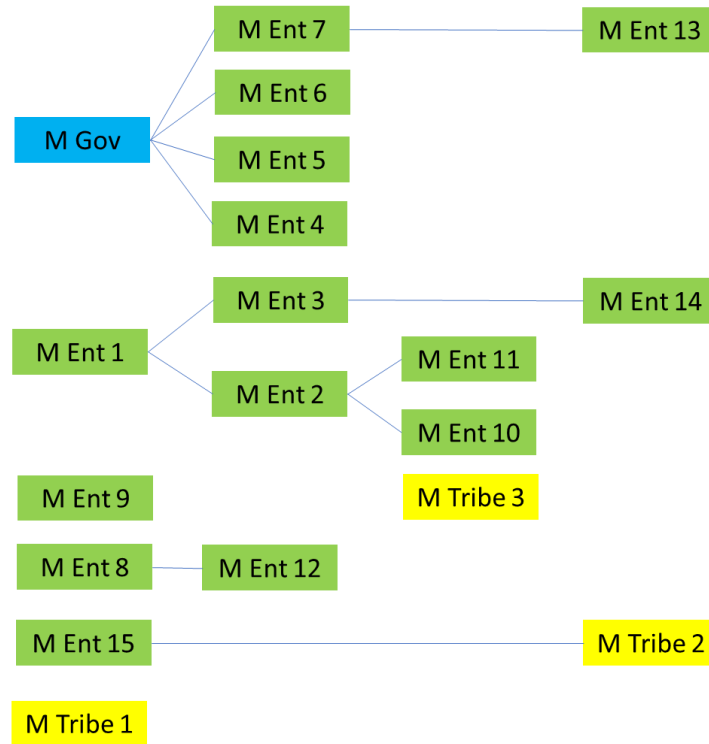 M Ent 7
M Ent 13
M Ent 6
M Gov
M Ent 5
M Ent 4
M Ent 3
M Ent 14
M Ent 1
M Ent 11
M Ent 2
M Ent 10
M Ent 9
M Tribe 3
M Ent 8
M Ent 12
M Ent 15
M Tribe 2
M Tribe 1